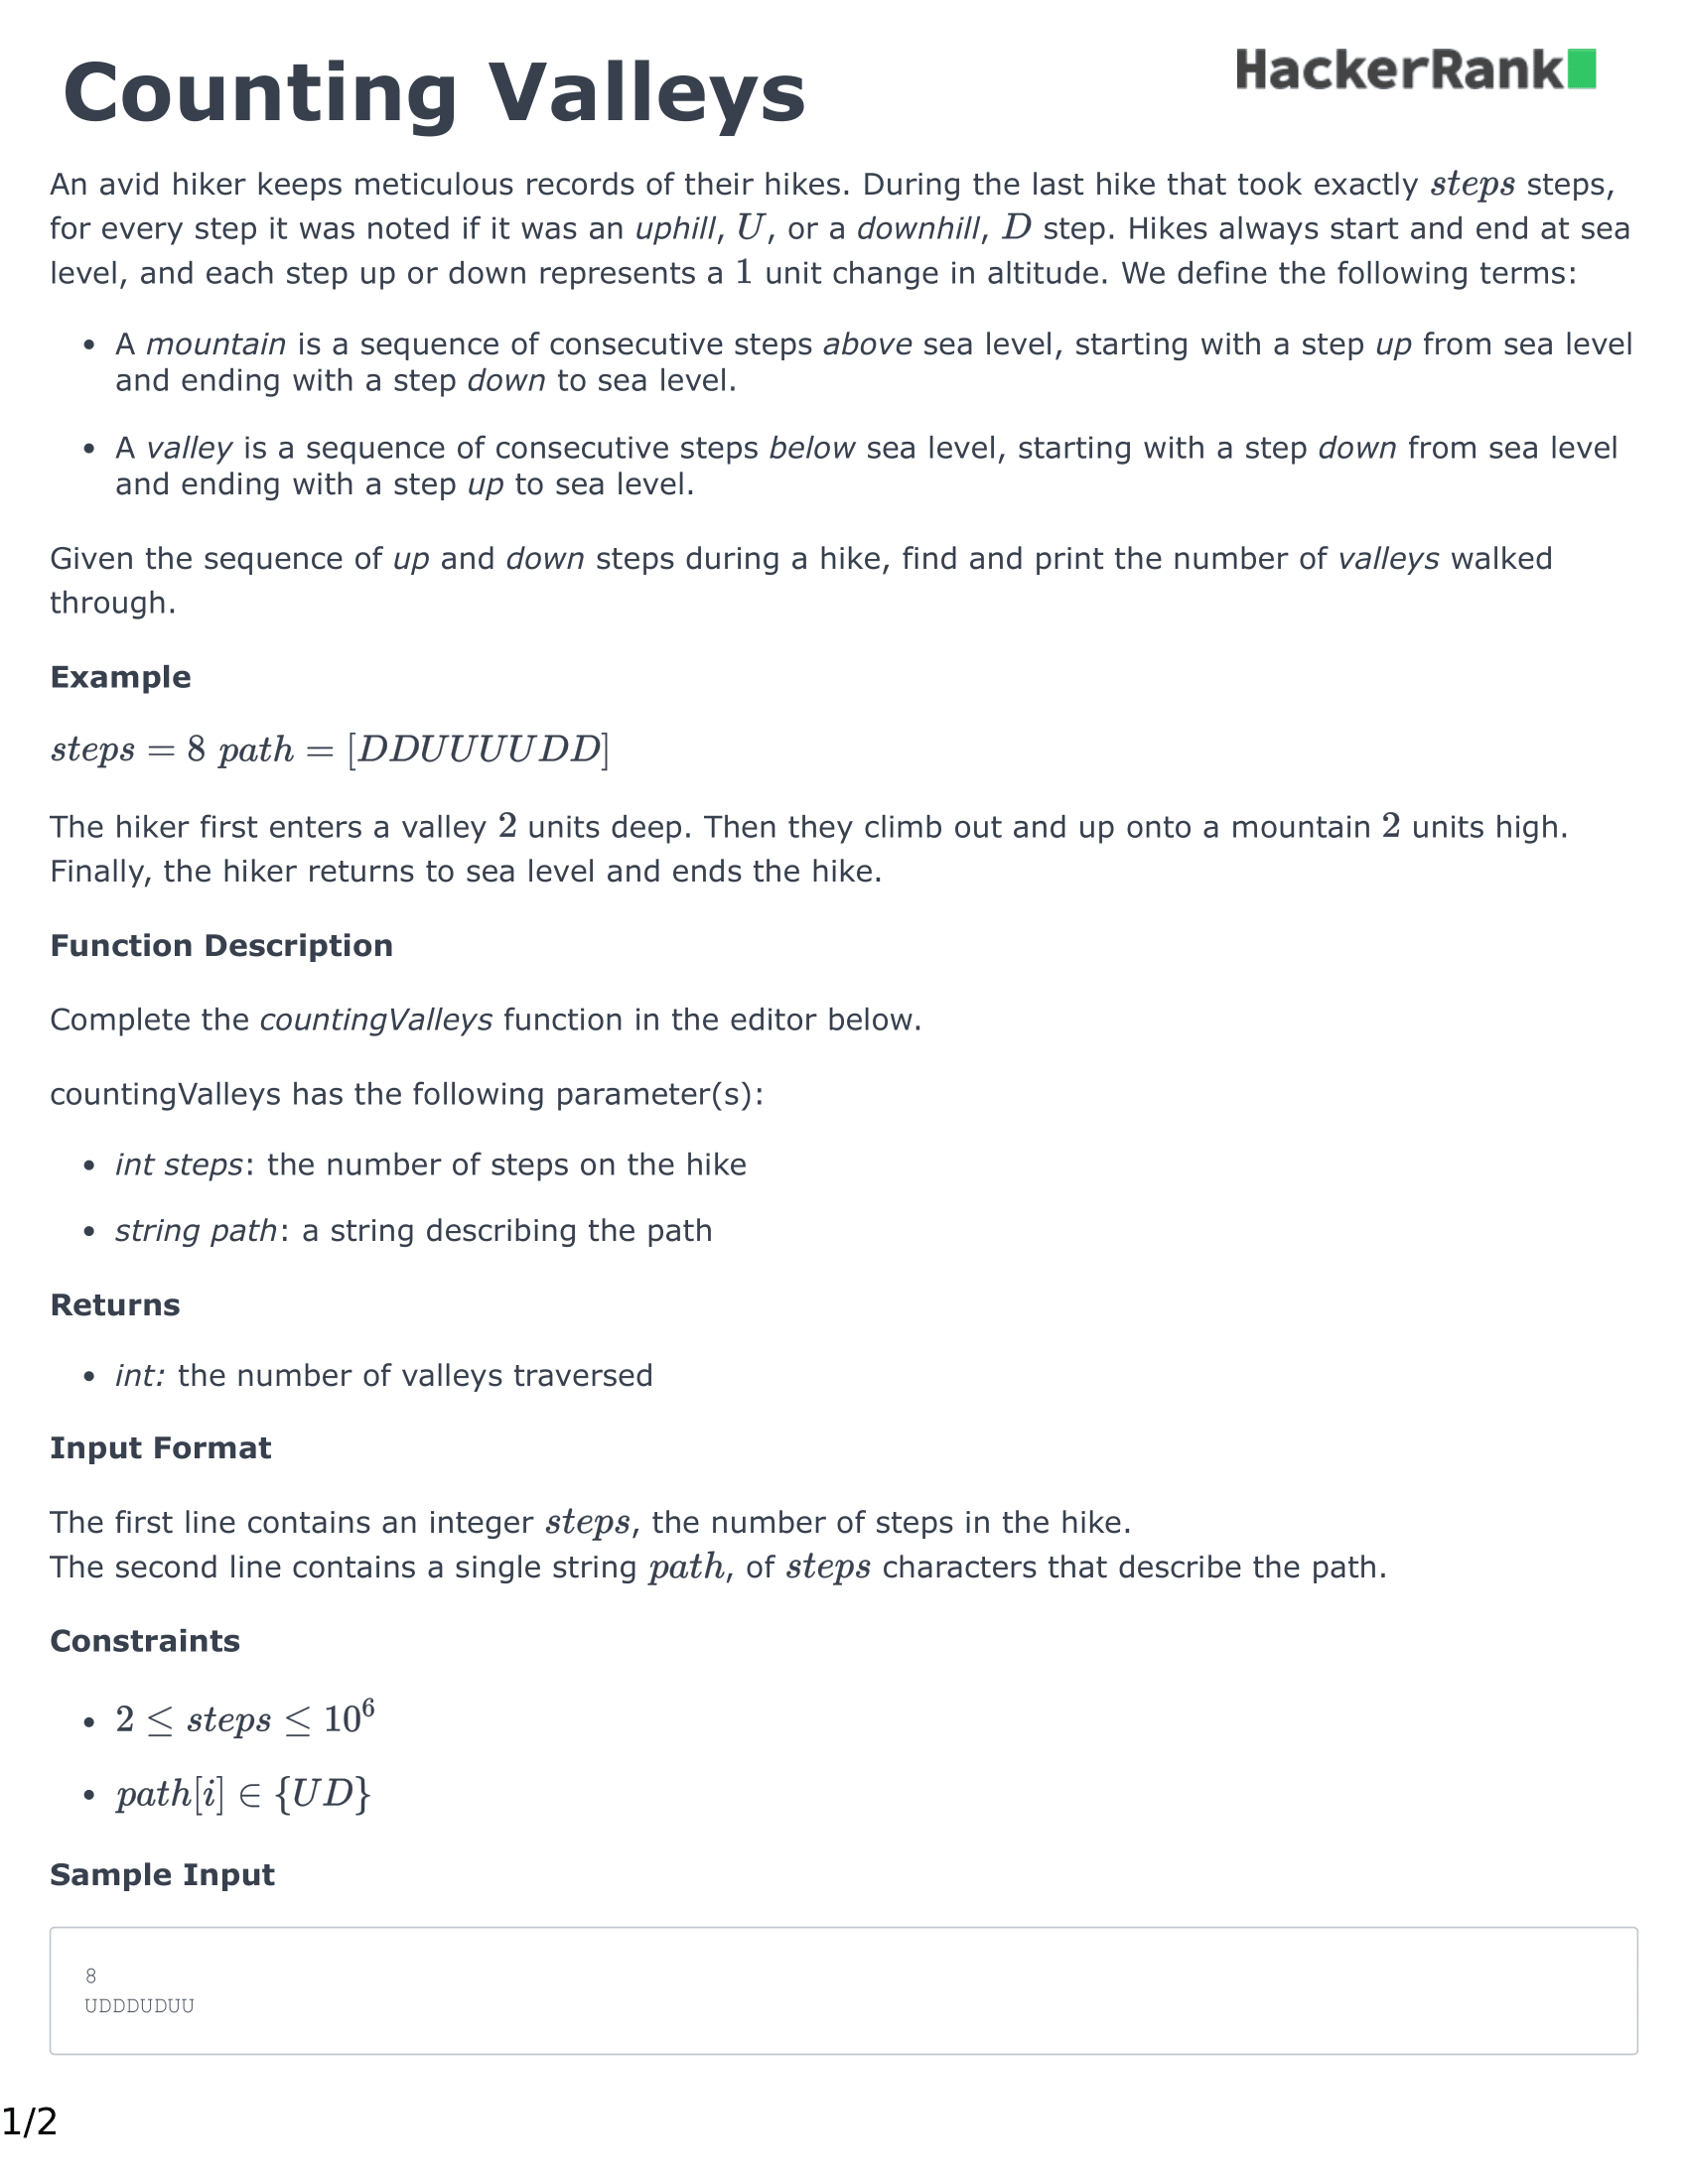 Counting Valleys
HackerRank
An avid hiker keeps meticulous records of their hikes. During the last hike that took exactly steps steps,
for every step it was noted if it was an uphill, U, or a downhill, D step. Hikes always start and end at sea
level, and each step up or down represents a 1 unit change in altitude. We define the following terms:
• A mountain is a sequence of consecutive steps above sea level, starting with a step up from sea level
and ending with a step down to sea level.
• A valley is a sequence of consecutive steps below sea level, starting with a step down from sea level
and ending with a step up to sea level.
Given the sequence of up and down steps during a hike, find and print the number of valleys walked
through.
Example
steps = 8 path = [DDUUUUDD]
The hiker first enters a valley 2 units deep. Then they climb out and up onto a mountain 2 units high.
Finally, the hiker returns to sea level and ends the hike.
Function Description
Complete the countingValleys function in the editor below.
countingValleys has the following parameter(s):
• int steps: the number of steps on the hike
• string path: a string describing the path
Returns
• int: the number of valleys traversed
Input Format
The first line contains an integer steps, the number of steps in the hike.
The second line contains a single string path, of steps characters that describe the path.
Constraints
• 2 ≤ steps ≤ 10⁶
• path[i] ∈ {UD}
Sample Input
8
UDDDUDUU
1/2